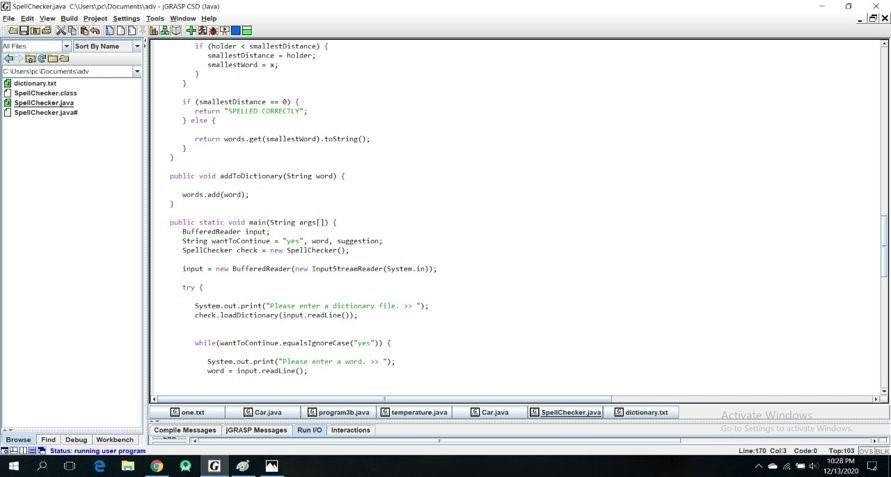 SpellChecker.java C:\Users\pc\Documents\adv - jGRASP CSD (Java)
File Edit View Build Project Settings Tools Window Help
All Files Sort By Name
C:\Users\pc\Documents\adv
dictionary.txt
SpellChecker.class
SpellChecker.java
SpellChecker.java#
if (holder < smallestDistance) {
smallestDistance = holder;
smallestWord = x;
}
}
if (smallestDistance == 0) {
return "SPELLED CORRECTLY";
} else {
return words.get(smallestWord).toString();
}
}
public void addToDictionary(String word) {
words.add(word);
}
public static void main(String args[]) {
BufferedReader input;
String wantToContinue = "yes", word, suggestion;
SpellChecker check = new SpellChecker();
input = new BufferedReader(new InputStreamReader(System.in));
try {
System.out.print("Please enter a dictionary file. >> ");
check.loadDictionary(input.readLine());
while(wantToContinue.equalsIgnoreCase("yes")) {
System.out.print("Please enter a word. >> ");
word = input.readLine();
one.txt Car.java program3b.java temperature.java Car.java SpellChecker.java dictionary.txt
Activate Windows
Go to Settings to activate Windows.
Compile Messages jGRASP Messages Run I/O Interactions
Browse Find Debug Workbench
Status: running user program Line:170 Col:3 Code:0 Top:103 OVS BLK
10:28 PM
12/13/2020